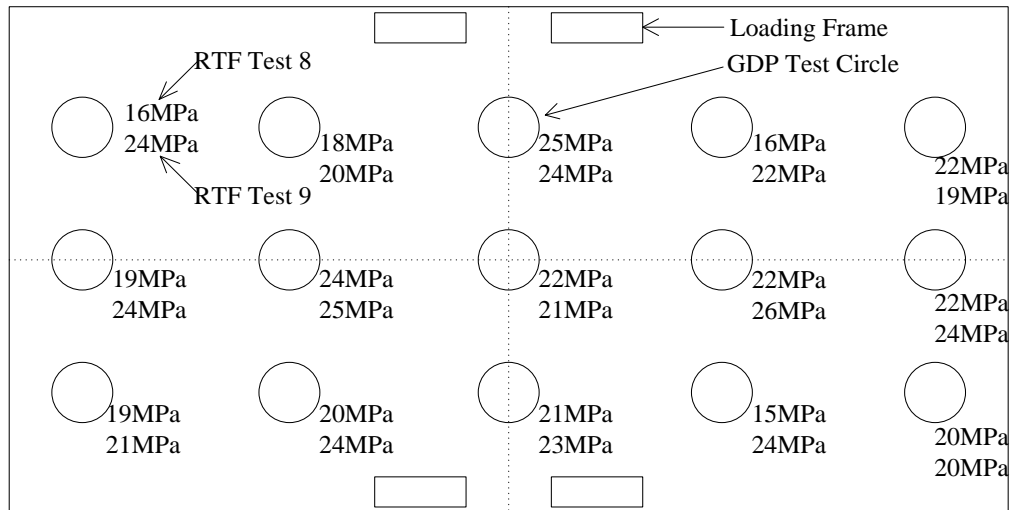 Loading Frame
RTF Test 8
GDP Test Circle
16MPa
24MPa
18MPa
20MPa
25MPa
24MPa
16MPa
22MPa
22MPa
19MPa
RTF Test 9
19MPa
24MPa
24MPa
25MPa
22MPa
21MPa
22MPa
26MPa
22MPa
24MPa
19MPa
21MPa
20MPa
24MPa
21MPa
23MPa
15MPa
24MPa
20MPa
20MPa